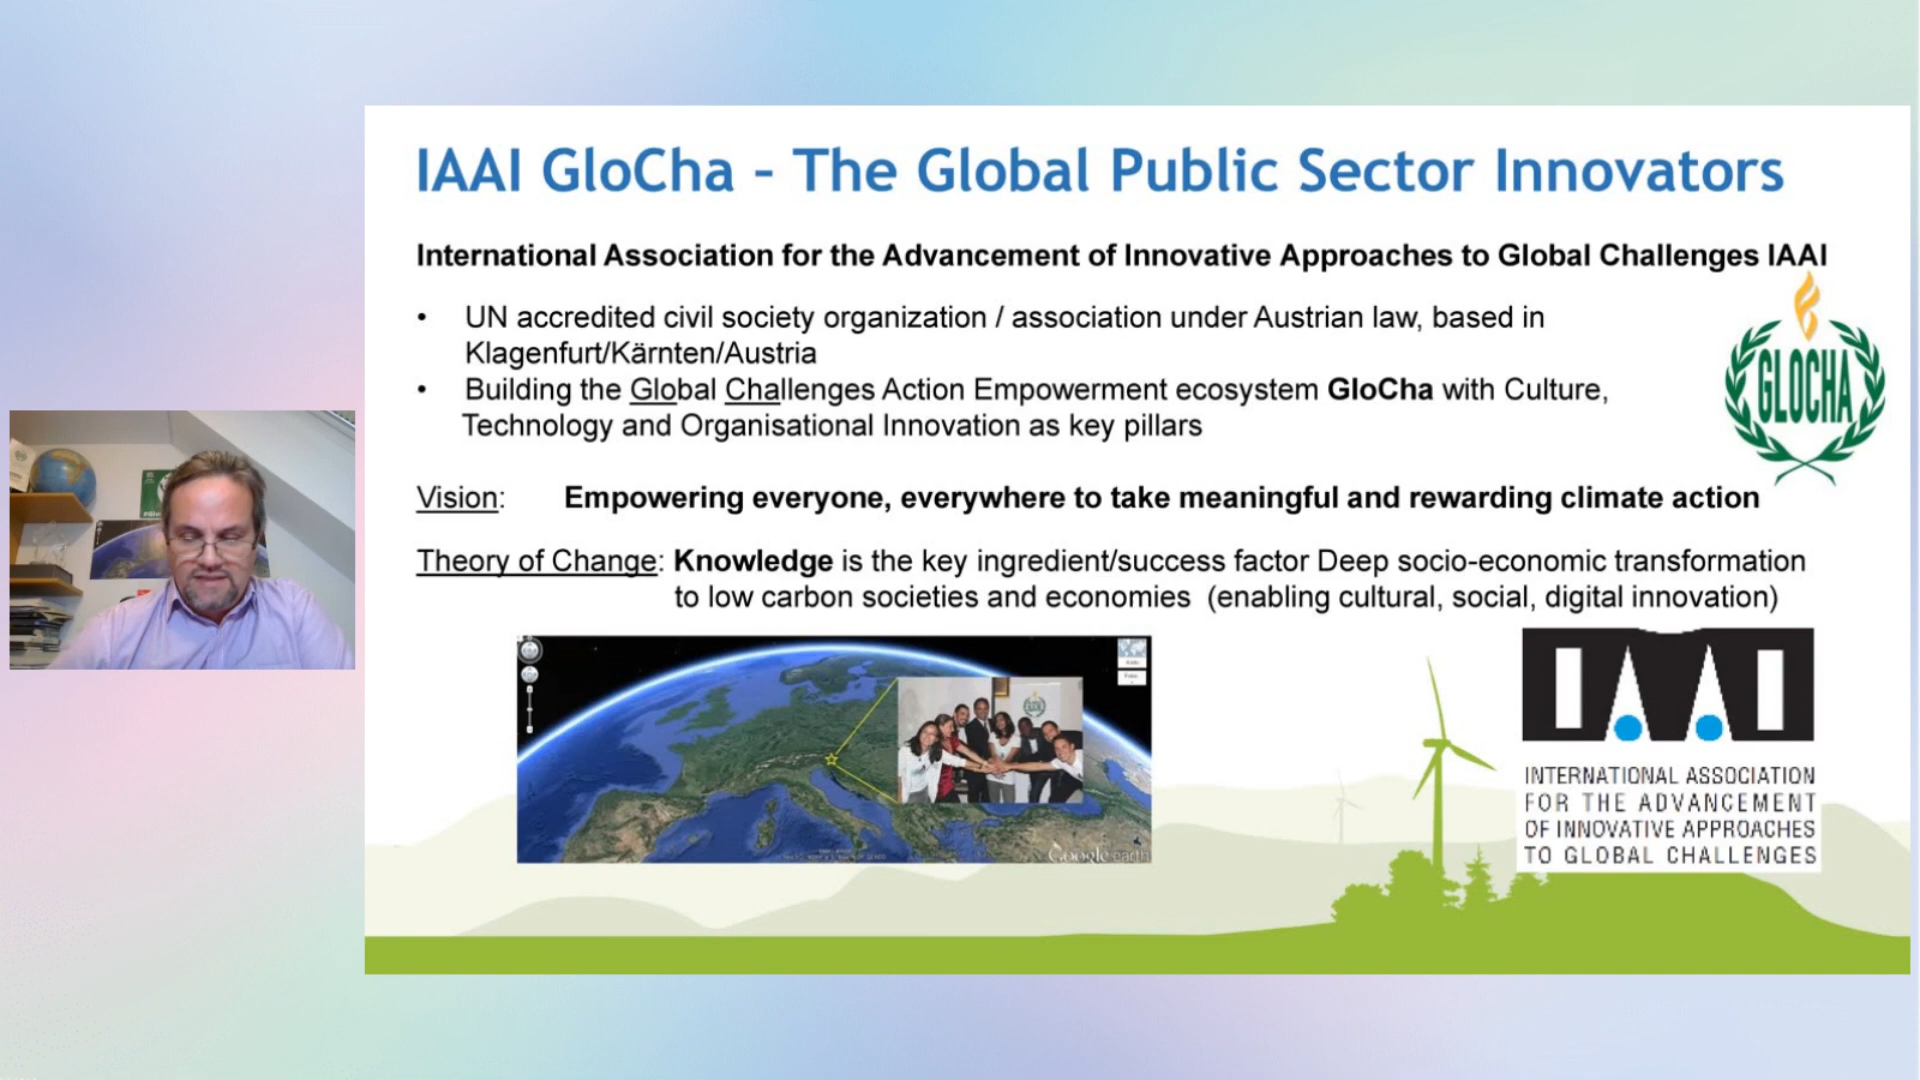 IAAI GloCha – The Global Public Sector Innovators
International Association for the Advancement of Innovative Approaches to Global Challenges IAAI
• UN accredited civil society organization / association under Austrian law, based in
Klagenfurt/Kärnten/Austria
• Building the Global Challenges Action Empowerment ecosystem GloCha with Culture,
Technology and Organisational Innovation as key pillars
GLOCHA
Vision: Empowering everyone, everywhere to take meaningful and rewarding climate action
Theory of Change: Knowledge is the key ingredient/success factor Deep socio-economic transformation
to low carbon societies and economies (enabling cultural, social, digital innovation)
Google earth
IAAI
INTERNATIONAL ASSOCIATION
FOR THE ADVANCEMENT
OF INNOVATIVE APPROACHES
TO GLOBAL CHALLENGES